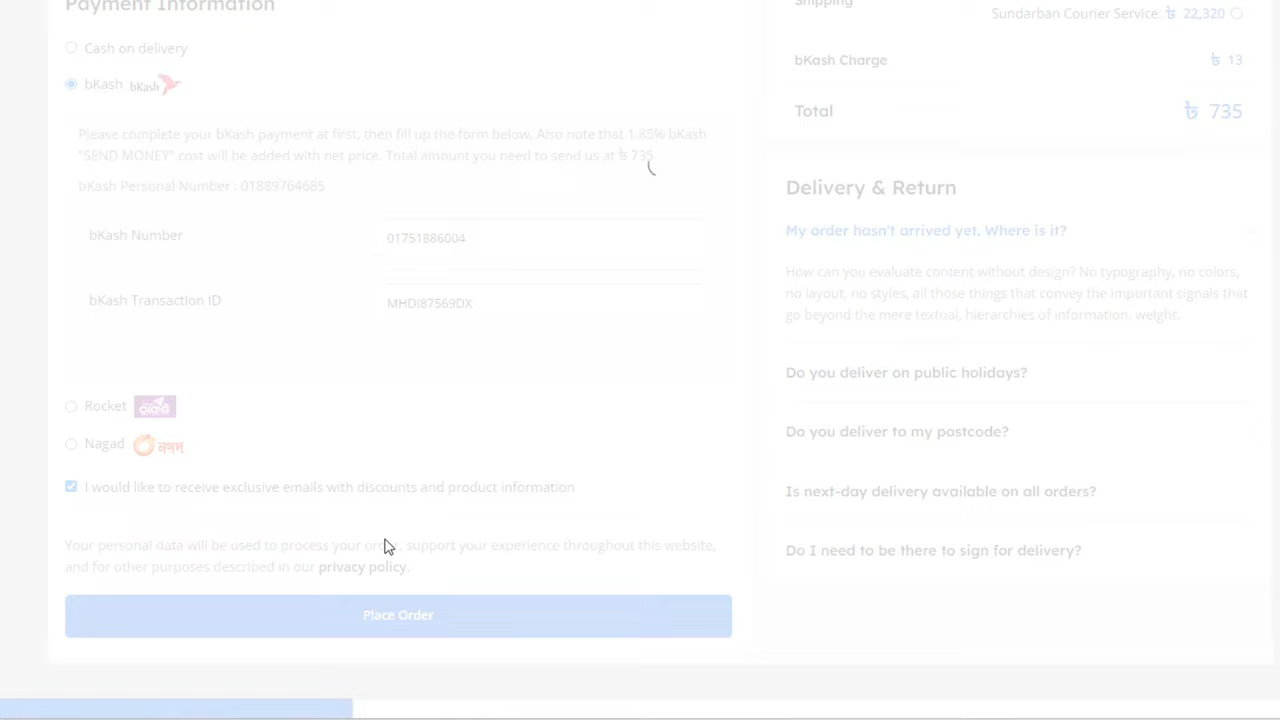 Payment Information
Cash on delivery
bKash bKash
Please complete your bKash payment at first, then fill up the form below. Also note that 1.85% bKash
"SEND MONEY" cost will be added with net price. Total amount you need to send us at ৳ 735
bKash Personal Number : 01889764685
bKash Number
01751886004
bKash Transaction ID
MHDI87569DX
Rocket
Nagad নগদ
I would like to receive exclusive emails with discounts and product information
Your personal data will be used to process your order, support your experience throughout this website,
and for other purposes described in our privacy policy.
Place Order
Shipping
Sundarban Courier Service: ৳ 22,320
bKash Charge
৳ 13
Total
৳ 735
Delivery & Return
My order hasn't arrived yet. Where is it?
How can you evaluate content without design? No typography, no colors,
no layout, no styles, all those things that convey the important signals that
go beyond the mere textual, hierarchies of information, weight.
Do you deliver on public holidays?
Do you deliver to my postcode?
Is next-day delivery available on all orders?
Do I need to be there to sign for delivery?